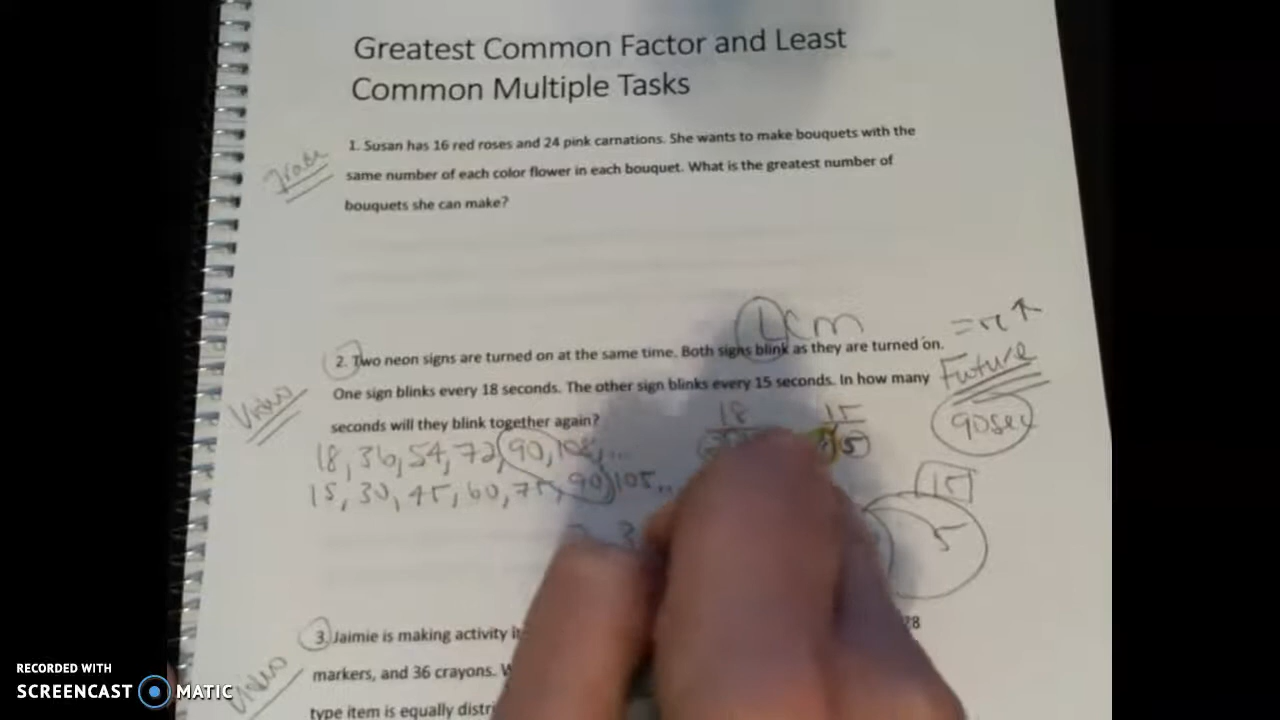 Greatest Common Factor and Least
Common Multiple Tasks
1. Susan has 16 red roses and 24 pink carnations. She wants to make bouquets with the
same number of each color flower in each bouquet. What is the greatest number of
bouquets she can make?
LCM
2. Two neon signs are turned on at the same time. Both signs blink as they are turned on.
One sign blinks every 18 seconds. The other sign blinks every 15 seconds. In how many
Future
Video
seconds will they blink together again?
18 15
90sec
18, 36, 54, 72, 90, 108, ...
5
15, 30, 45, 60, 75, 90, 105...
15
3
5
3. Jaimie is making activity
markers, and 36 crayons.
Video
type item is equally
RECORDED WITH
SCREENCAST MATIC